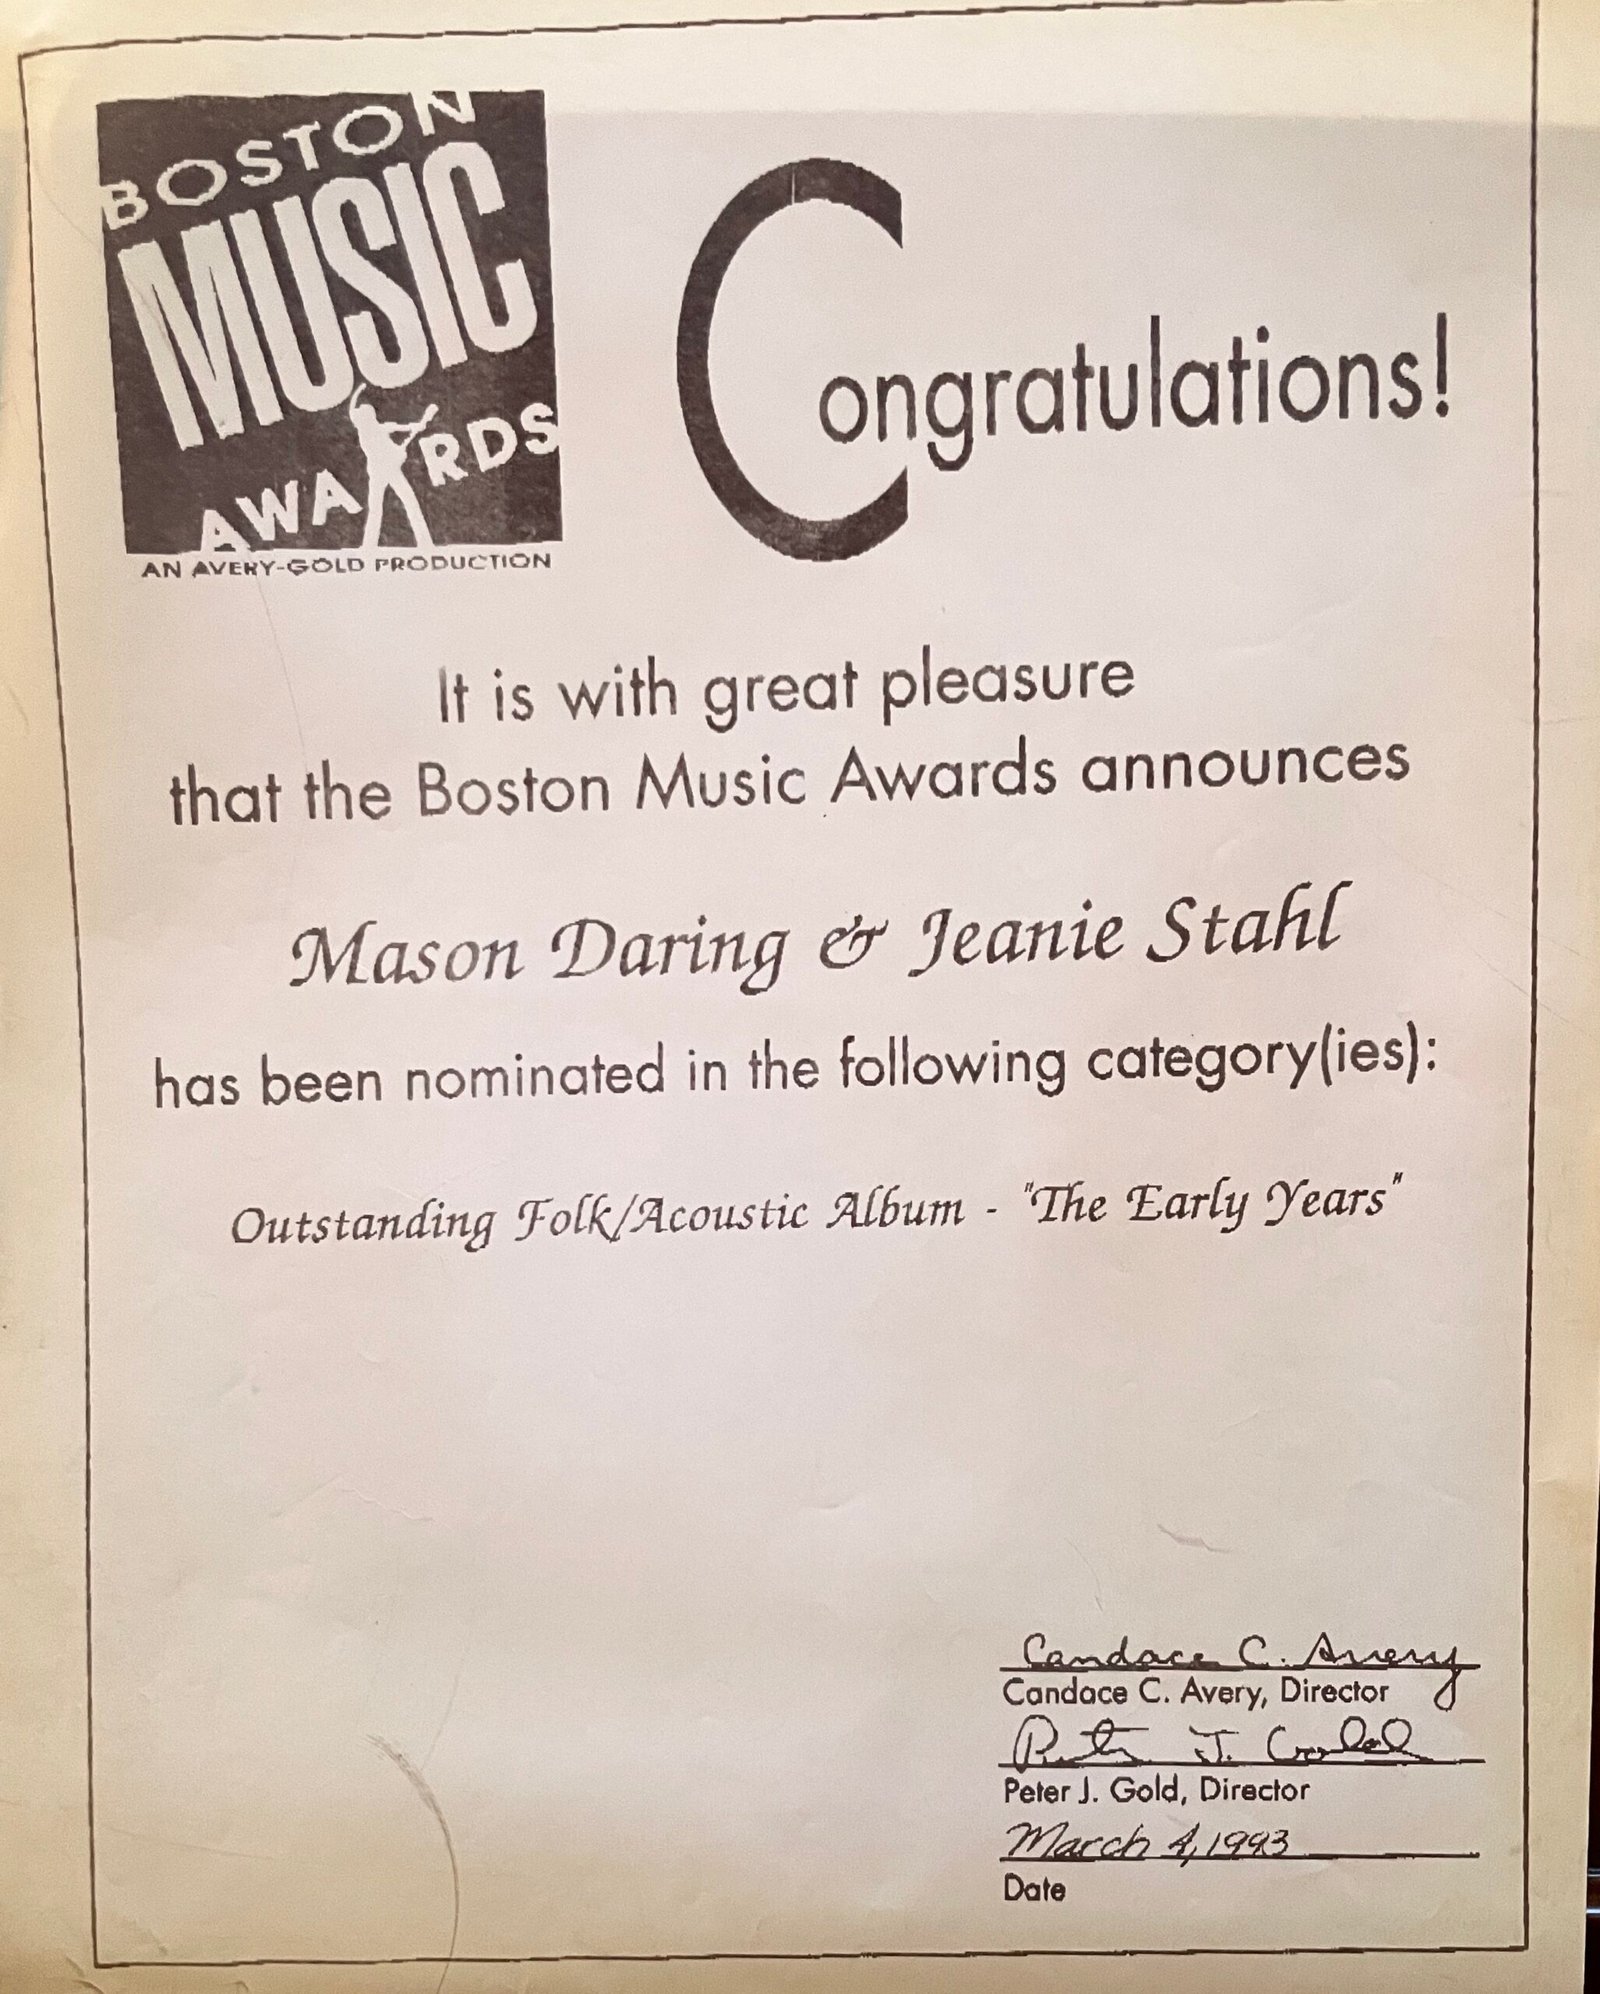 BOSTON
MUSIC
AWARDS
AN AVERY-GOLD PRODUCTION
Congratulations!
It is with great pleasure
that the Boston Music Awards announces
Mason Daring & Jeanie Stahl
has been nominated in the following category(ies):
Outstanding Folk/Acoustic Album - "The Early Years"
Candace C. Avery
Candace C. Avery, Director
Peter J. Gold
Peter J. Gold, Director
March 4, 1993
Date